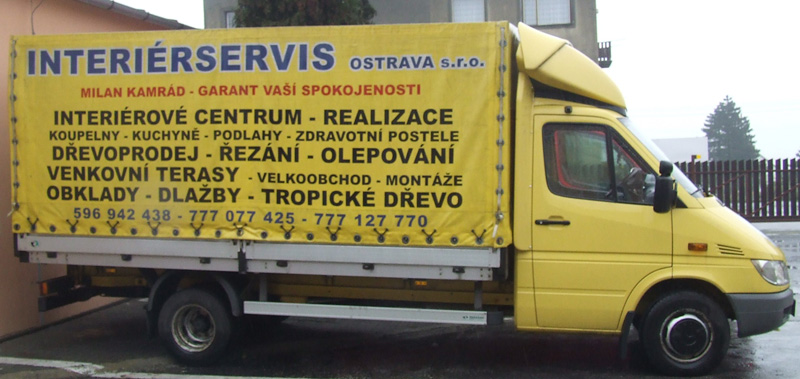 INTERIÉRSERVIS OSTRAVA s.r.o.
MILAN KAMRÁD - GARANT VAŠÍ SPOKOJENOSTI
INTERIÉROVÉ CENTRUM - REALIZACE
KOUPELNY - KUCHYNĚ - PODLAHY - ZDRAVOTNÍ POSTELE
DŘEVOPRODEJ - ŘEZÁNÍ - OLEPOVÁNÍ
VENKOVNÍ TERASY - VELKOOBCHOD - MONTÁŽE
OBKLADY - DLAŽBY - TROPICKÉ DŘEVO
596 942 438 - 777 077 425 - 777 127 770